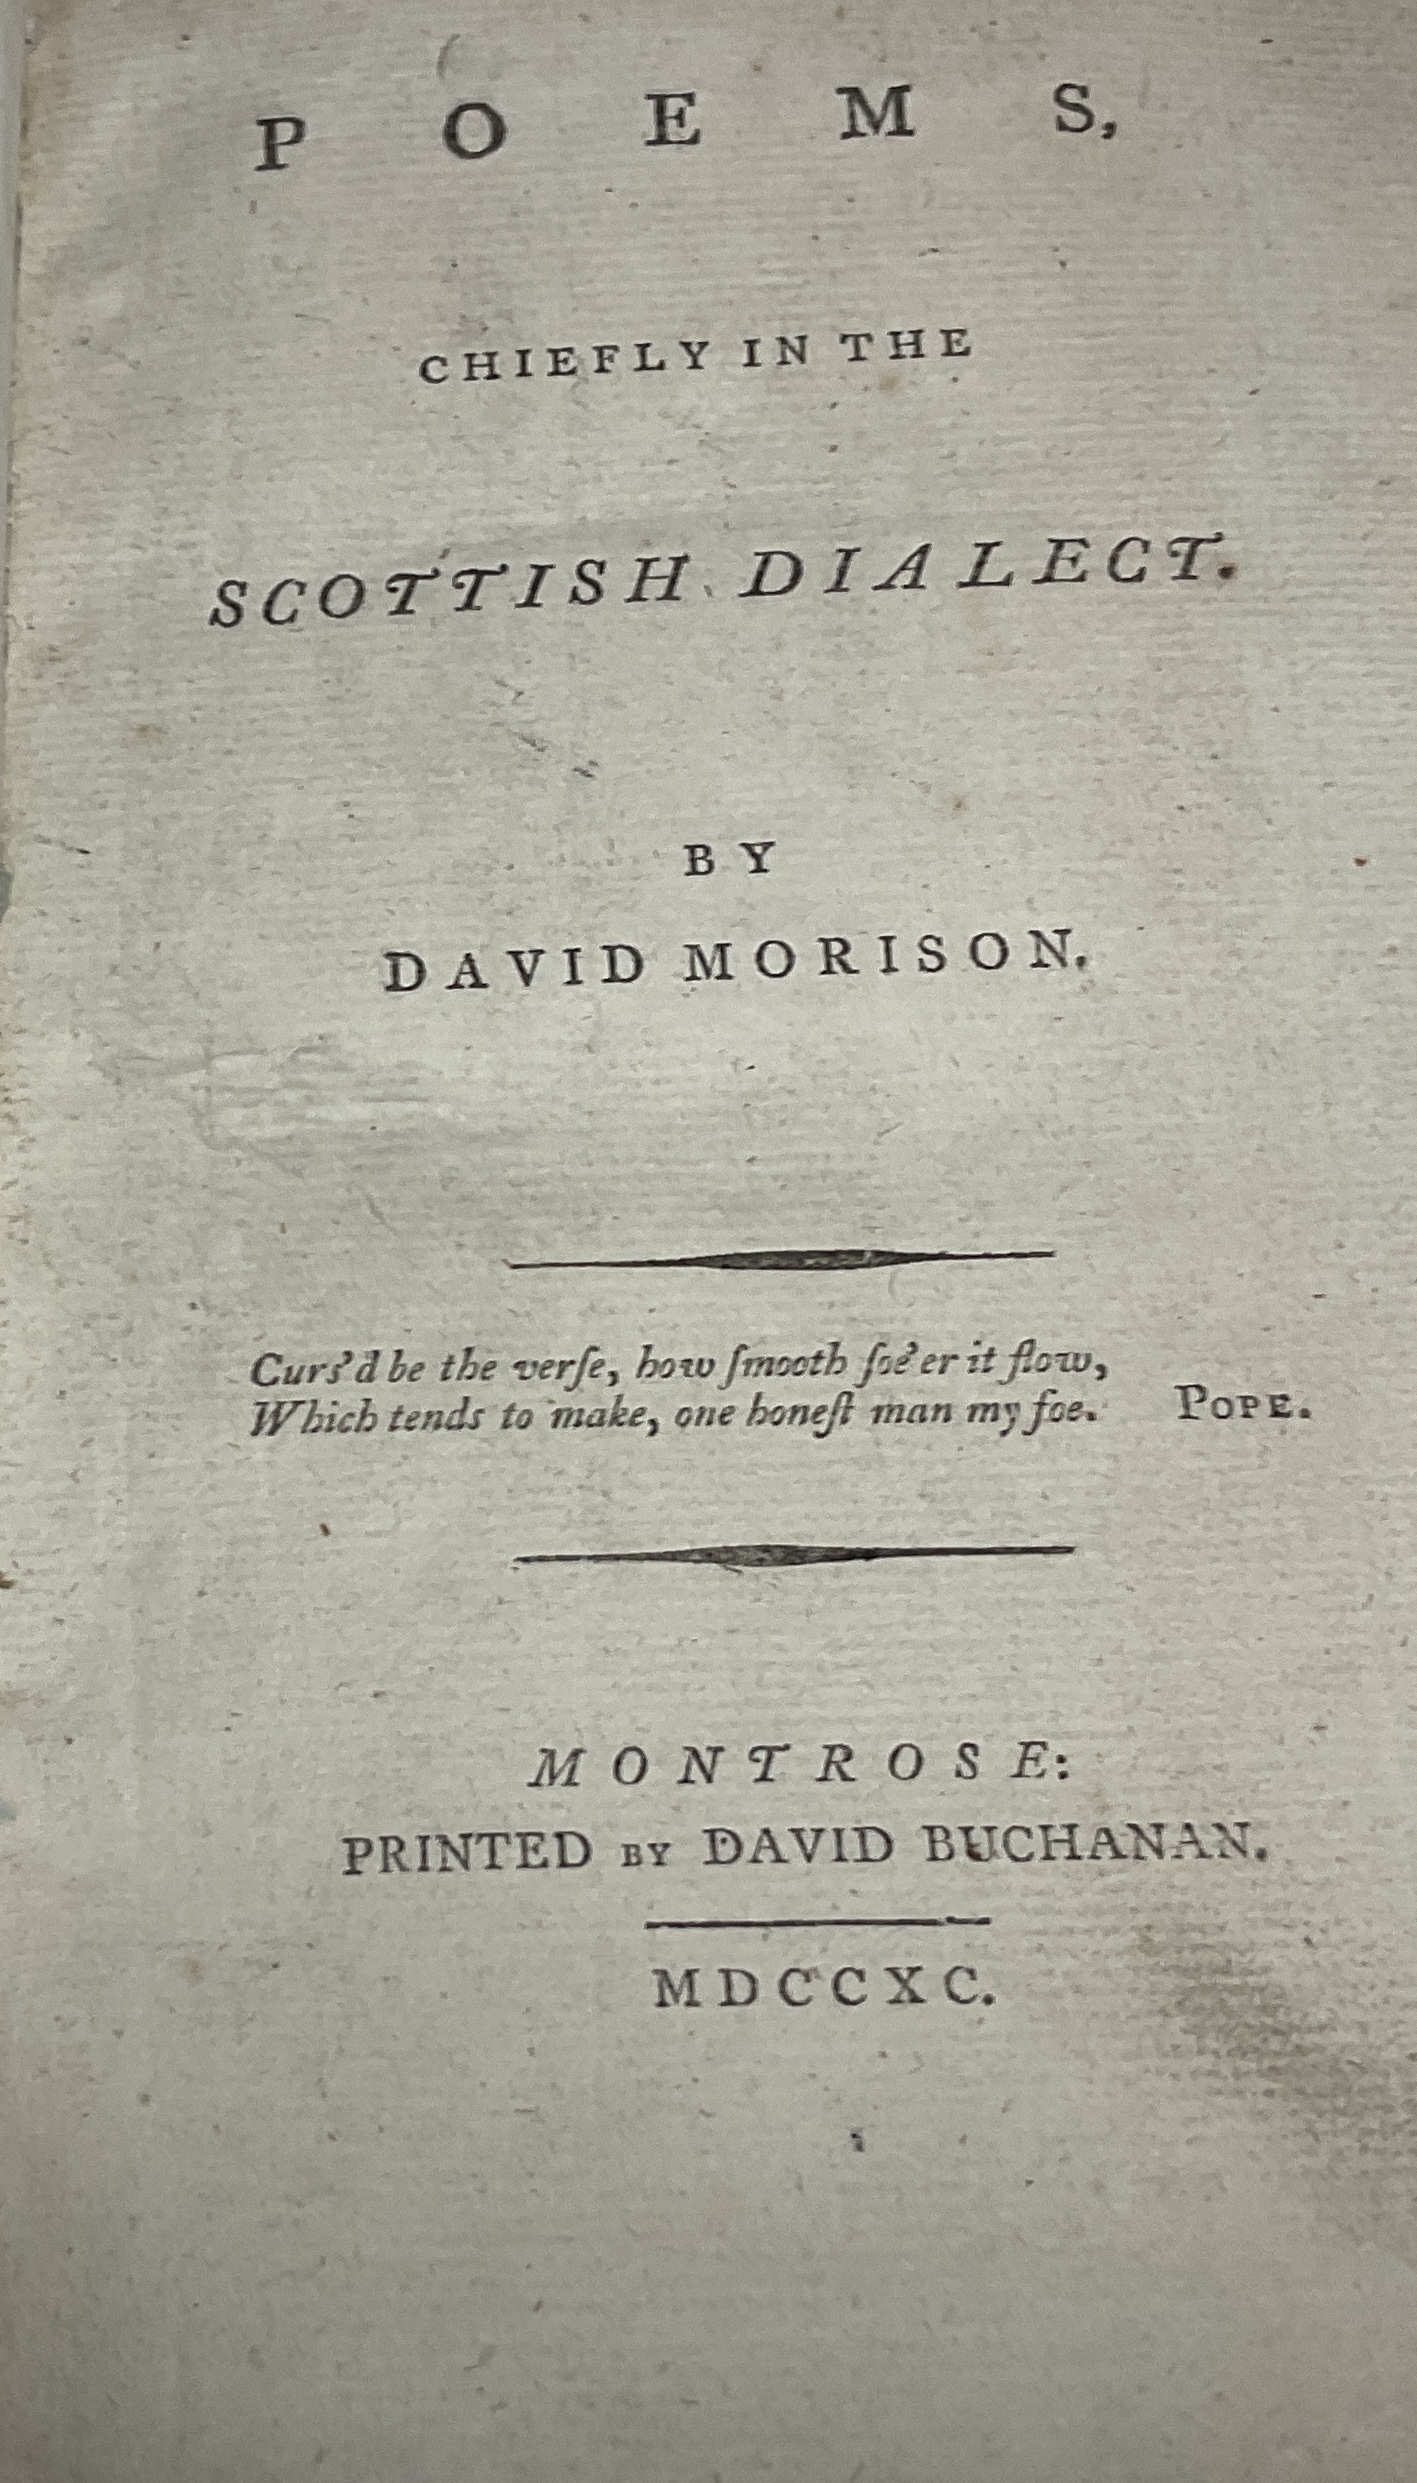 POEMS,
CHIEFLY IN THE
SCOTTISH DIALECT.
BY
DAVID MORISON.
Curs'd be the verſe, how ſmooth ſoe'er it flow,
Which tends to make, one honeſt man my foe. POPE.
MONTROSE:
PRINTED BY DAVID BUCHANAN.
MDCCXC.